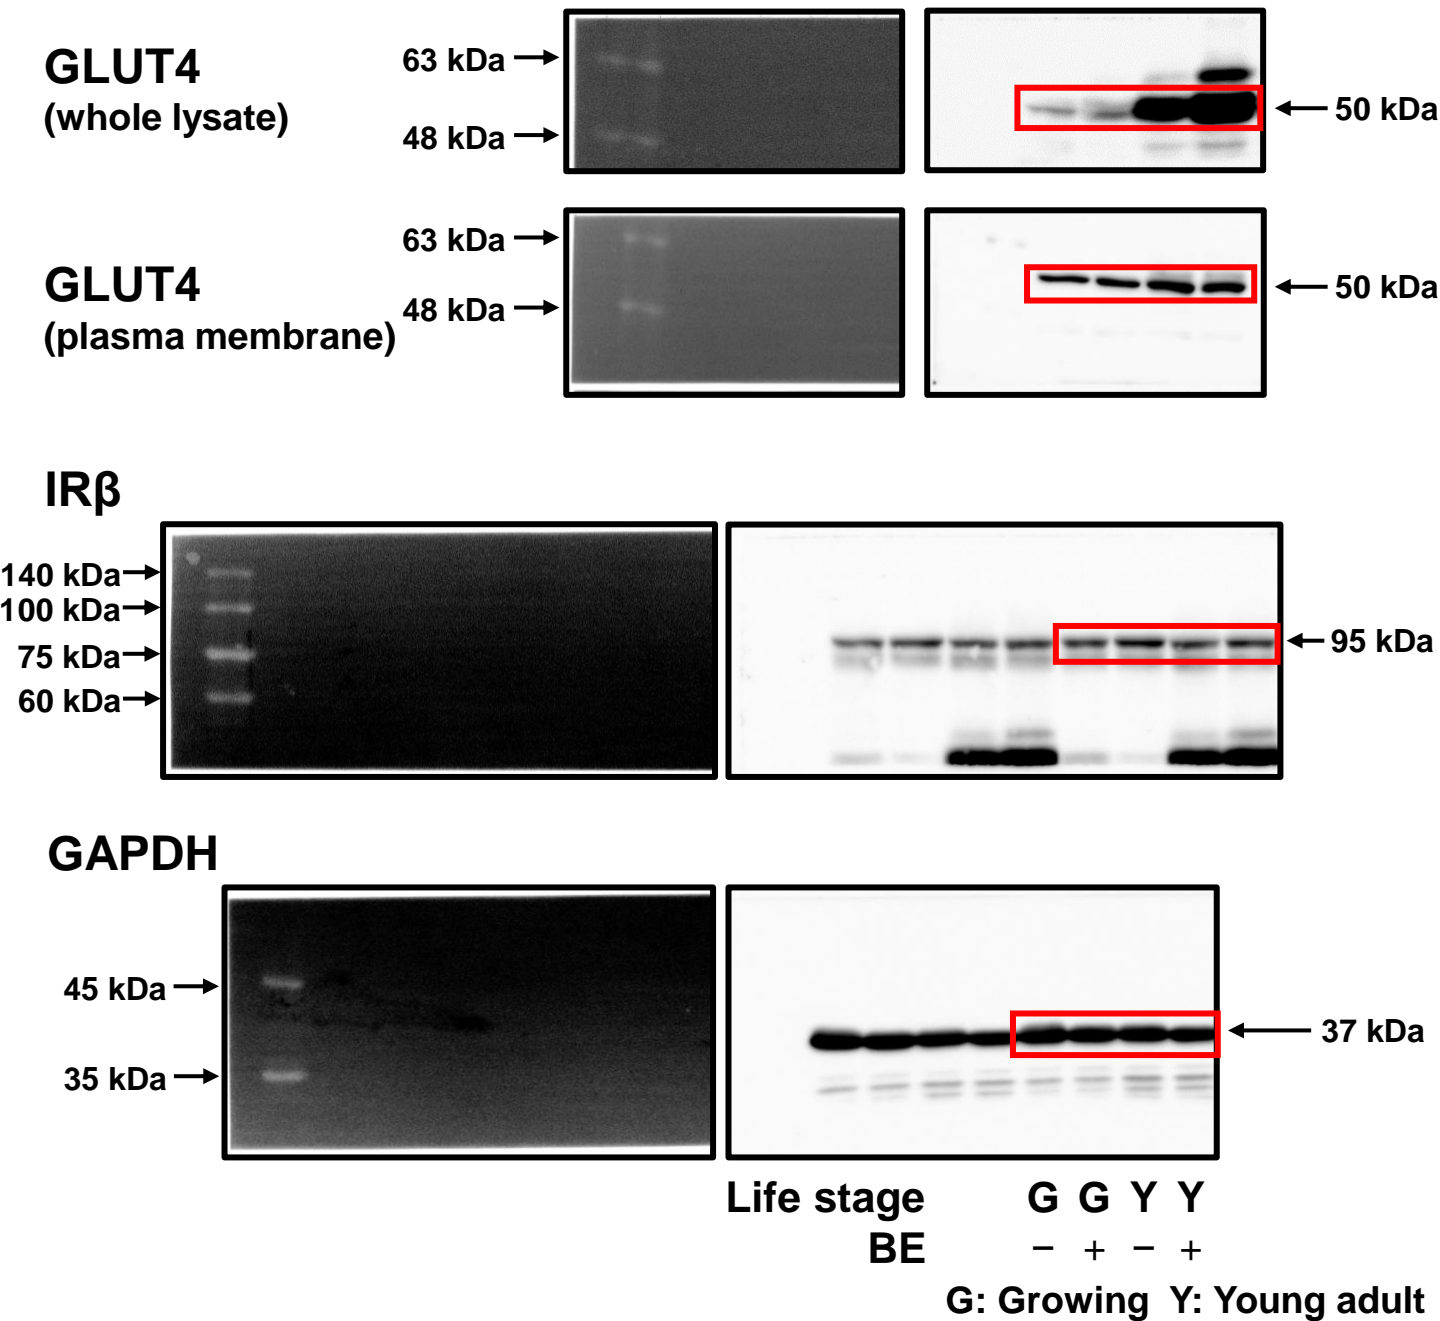 GLUT4
(whole lysate)
63 kDa
48 kDa
50 kDa
GLUT4
(plasma membrane)
63 kDa
48 kDa
50 kDa
IRβ
140 kDa
100 kDa
75 kDa
60 kDa
95 kDa
GAPDH
45 kDa
35 kDa
37 kDa
Life stage G G Y Y
BE − + − +
G: Growing Y: Young adult